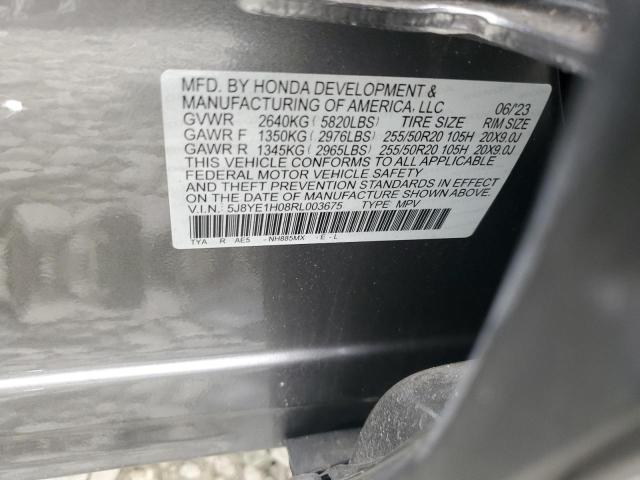 MFD. BY HONDA DEVELOPMENT &
MANUFACTURING OF AMERICA, LLC 06/'23
GVWR 2640KG ( 5820LBS) TIRE SIZE RIM SIZE
GAWR F 1350KG ( 2976LBS) 255/50R20 105H 20X9.0J
GAWR R 1345KG ( 2965LBS) 255/50R20 105H 20X9.0J
THIS VEHICLE CONFORMS TO ALL APPLICABLE
FEDERAL MOTOR VEHICLE SAFETY
AND THEFT PREVENTION STANDARDS IN EFFECT
ON THE DATE OF MANUFACTURE SHOWN ABOVE.
V.I.N.: 5J8YE1H08RL003675 TYPE: MPV
TYA R AE5 -NH885MX -E - L